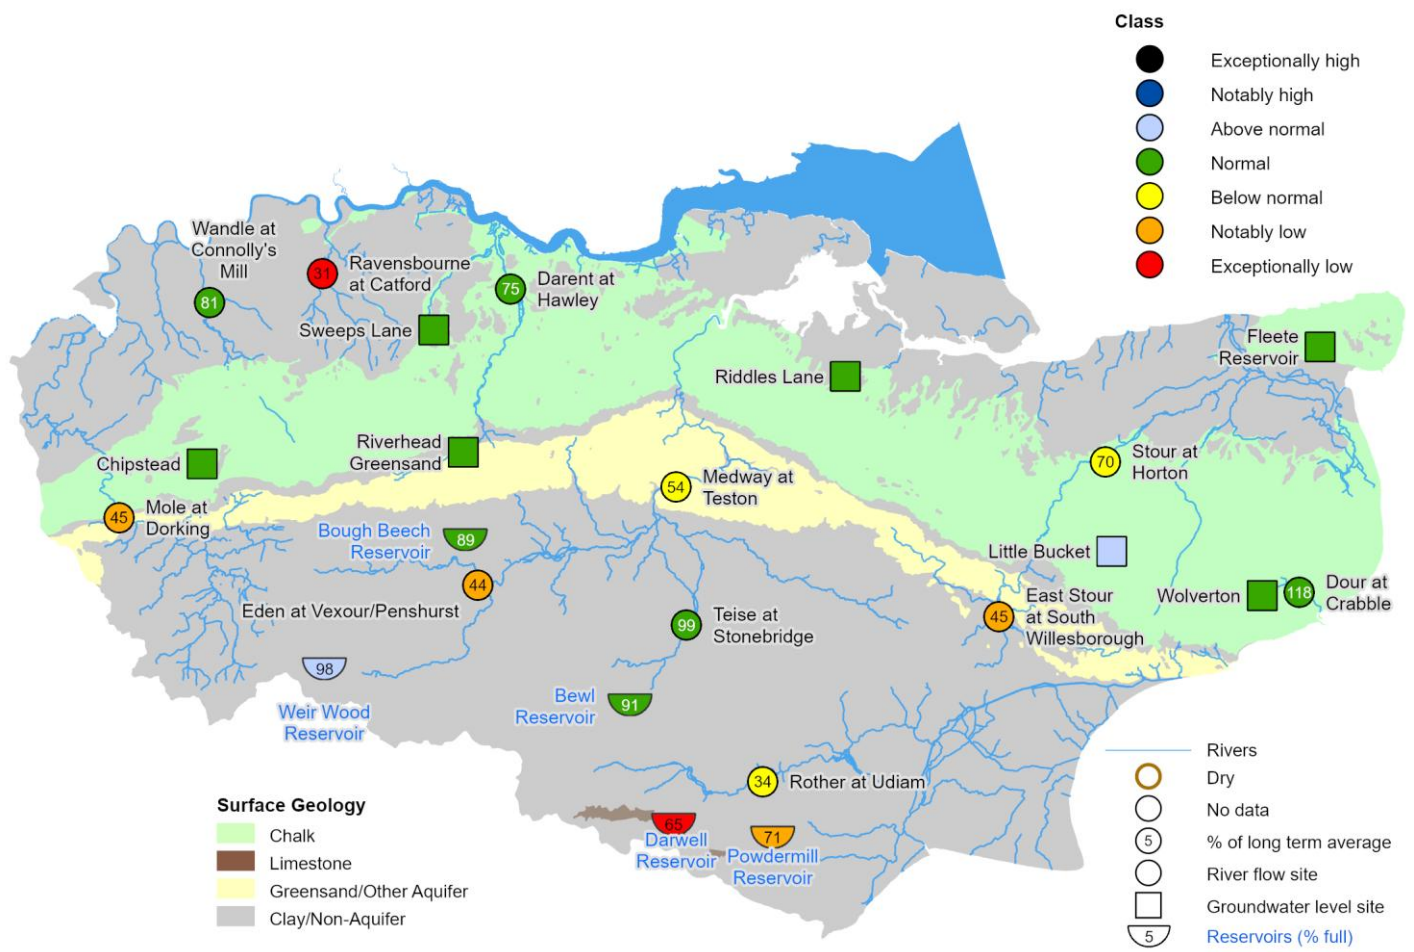 Class
Exceptionally high
Notably high
Above normal
Normal
Below normal
Notably low
Exceptionally low
Wandle at
Connolly's
Mill
81
31
Ravensbourne
at Catford
75
Darent at
Hawley
Sweeps Lane
Riddles Lane
Fleete
Reservoir
Chipstead
Riverhead
Greensand
Medway at
Teston
54
70
Stour at
Horton
45
Mole at
Dorking
Bough Beech
Reservoir
89
Little Bucket
44
Eden at Vexour/Penshurst
99
Teise at
Stonebridge
45
East Stour
at South
Willesborough
Wolverton
118
Dour at
Crabble
98
Weir Wood
Reservoir
Bewl
Reservoir
91
34
Rother at Udiam
65
Darwell
Reservoir
71
Powdermill
Reservoir
Surface Geology
Chalk
Limestone
Greensand/Other Aquifer
Clay/Non-Aquifer
Rivers
Dry
No data
5
% of long term average
River flow site
Groundwater level site
5
Reservoirs (% full)